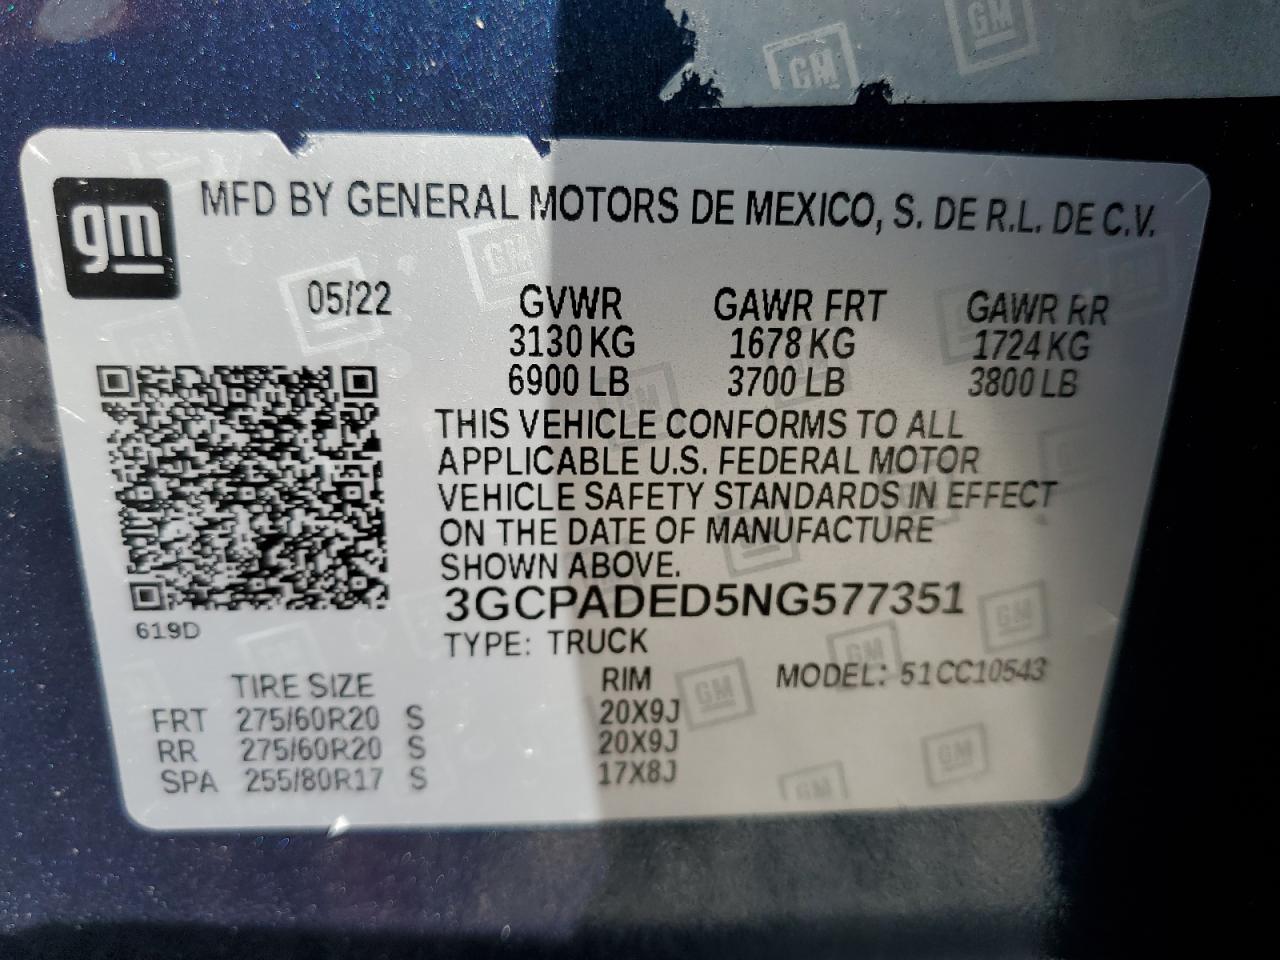 gm
MFD BY GENERAL MOTORS DE MEXICO, S. DE R.L. DE C.V.
05/22 GVWR GAWR FRT GAWR RR
3130 KG 1678 KG 1724 KG
6900 LB 3700 LB 3800 LB
THIS VEHICLE CONFORMS TO ALL
APPLICABLE U.S. FEDERAL MOTOR
VEHICLE SAFETY STANDARDS IN EFFECT
ON THE DATE OF MANUFACTURE
SHOWN ABOVE.
3GCPADED5NG577351
619D
TYPE: TRUCK
TIRE SIZE RIM MODEL: 51CC10543
FRT 275/60R20 S 20X9J
RR 275/60R20 S 20X9J
SPA 255/80R17 S 17X8J